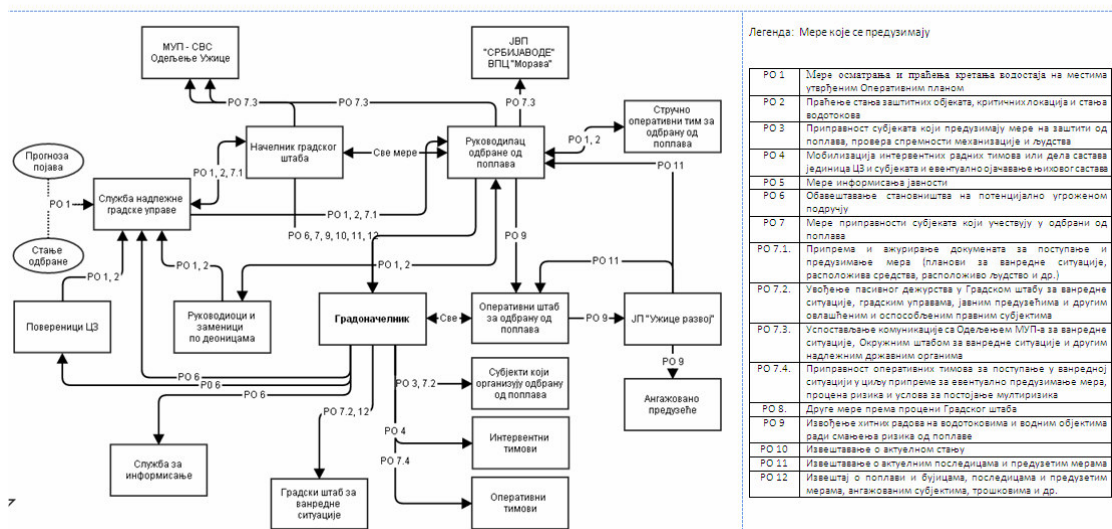 МУП - СВС
Одељење Ужице
ЈВП
"СРБИЈАВОДЕ"
ВПЦ "Морава"
РО 7.3
РО 7.3
РО 7.3
Стручно
оперативни тим за
одбрану од
поплава
Начелник градског
штаба
Све мере
Руководилац
одбране од
поплава
РО 1, 2
РО 11
Прогноза
појава
РО 1, 2, 7.1
РО 1
Служба надлежне
градске управе
РО 1, 2, 7.1
РО 6, 7, 9, 10, 11, 12
РО 9
Стање
одбране
РО 1, 2
РО 1, 2
РО 1, 2
РО 11
Повереници ЦЗ
Руководиоци и
заменици
по деоницама
Градоначелник
Све
Оперативни штаб
за одбрану од
поплава
РО 9
ЈП "Ужице развој"
РО 6
РО 6
РО 6
РО 3, 7.2
Субјекти који
организују одбрану
од поплава
РО 9
Ангажовано
предузеће
РО 7.2, 12
РО 4
Интервентни
тимови
РО 7.4
Служба за
информисање
Градски штаб за
ванредне
ситуације
Оперативни
тимови
Легенда: Мере које се предузимају
РО 1 Мере осматрања и праћења кретања водостаја на местима
утврђеним Оперативним планом
РО 2 Праћење стања заштитних објеката, критичних локација и стања
водотокова
РО 3 Приправност субјеката који предузимају мере на заштити од
поплава, провера спремности механизације и људства
РО 4 Мобилизација интервентних радних тимова или дела састава
јединица ЦЗ и субјеката и евентуално ојачавање њиховог састава
РО 5 Мере информисања јавности
РО 6 Обавештавање становништва на потенцијално угроженом
подручју
РО 7 Мере приправности субјеката који учествују у одбрани од
поплава
РО 7.1. Припрема и ажурирање докумената за поступање и
предузимање мера (планови за ванредне ситуације,
расположива средства, расположиво људство и др.)
РО 7.2. Увођење пасивног дежурства у Градском штабу за ванредне
ситуације, градским управама, јавним предузећима и другим
овлашћеним и оспособљеним правним субјектима
РО 7.3. Успостављање комуникације са Одељењем МУП-а за ванредне
ситуације, Окружним штабом за ванредне ситуације и другим
надлежним државним органима
РО 7.4. Приправност оперативних тимова за поступање у ванредној
ситуацији у циљу припреме за евентуално предузимање мера,
процена ризика и услова за постојање мултиризика
РО 8. Друге мере према процени Градског штаба
РО 9 Извођење хитних радова на водотоковима и водним објектима
ради смањења ризика од поплаве
РО 10 Извештавање о актуелном стању
РО 11 Извештавање о актуелним последицама и предузетим мерама
РО 12 Извештај о поплави и бујицама, последицама и предузетим
мерама, ангажованим субјектима, трошковима и др.